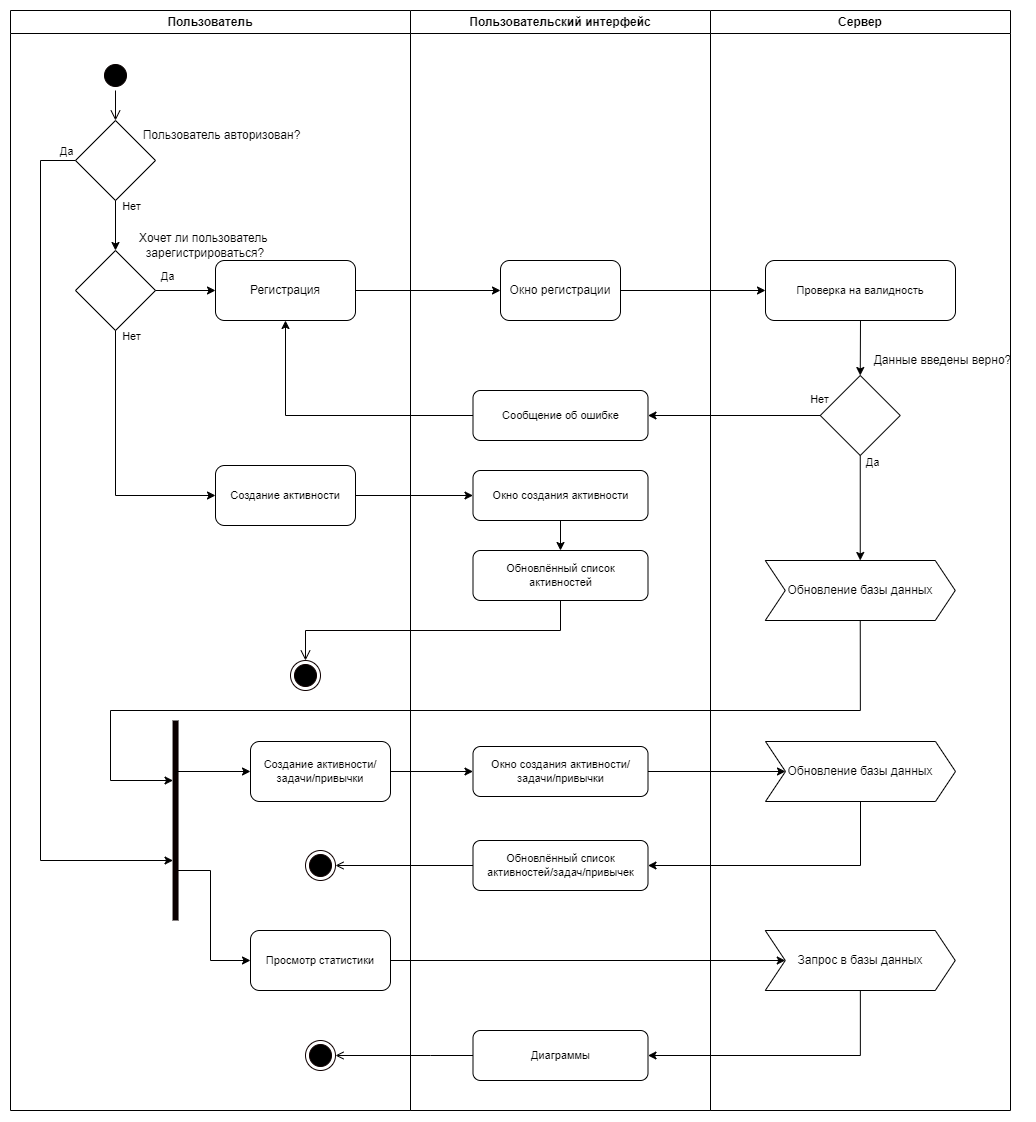 Пользователь
Пользовательский интерфейс
Сервер
Пользователь авторизован?
Да
Нет
Хочет ли пользователь
зарегистрироваться?
Да
Регистрация
Окно регистрации
Проверка на валидность
Нет
Данные введены верно?
Нет
Сообщение об ошибке
Да
Создание активности
Окно создания активности
Обновлённый список
активностей
Обновление базы данных
Создание активности/
задачи/привычки
Окно создания активности/
задачи/привычки
Обновление базы данных
Обновлённый список
активностей/задач/привычек
Просмотр статистики
Запрос в базы данных
Диаграммы